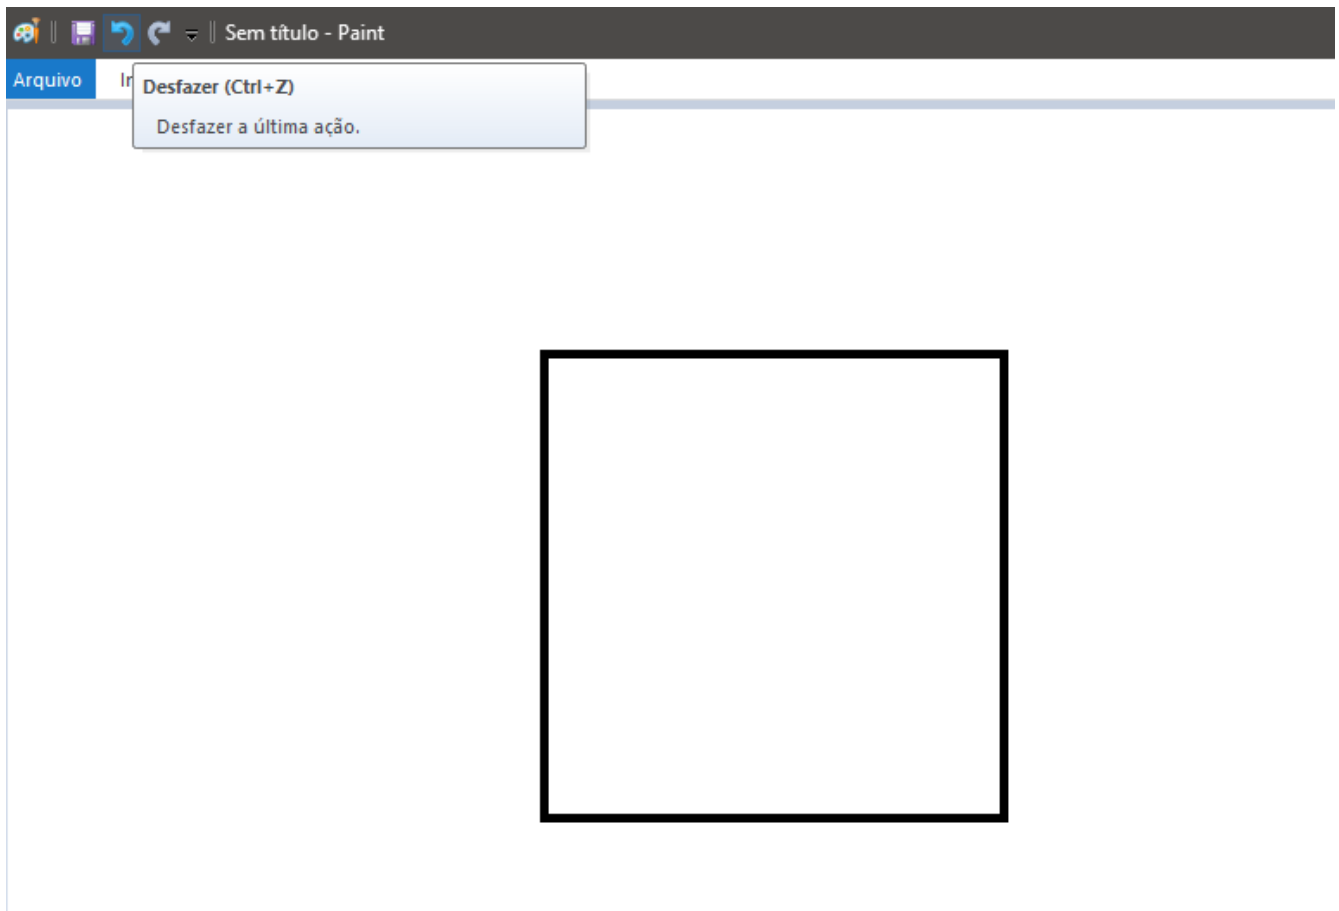 Sem título - Paint
Arquivo
Desfazer (Ctrl+Z)
Desfazer a última ação.